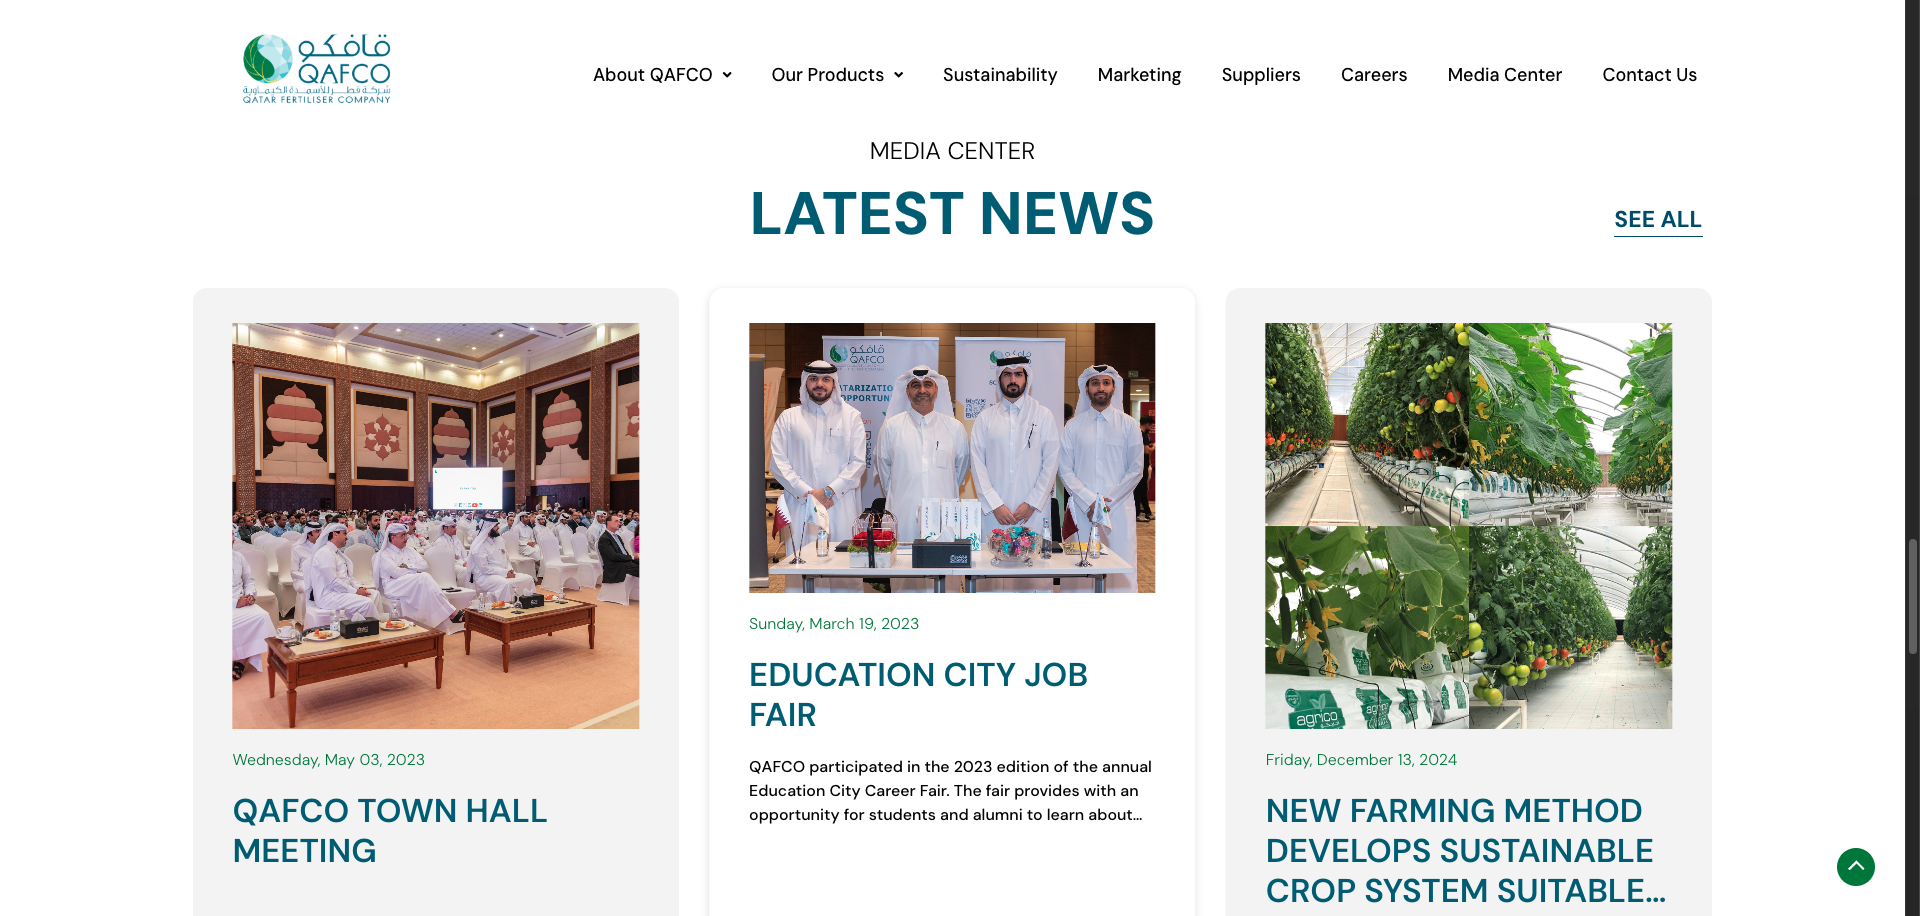 قافكو
QAFCO
شركة قطر للأسمدة الكيماوية
QATAR FERTILISER COMPANY
About QAFCO
Our Products
Sustainability
Marketing
Suppliers
Careers
Media Center
Contact Us
MEDIA CENTER
LATEST NEWS
SEE ALL
قافكو
QAFCO
Wednesday, May 03, 2023
QAFCO TOWN HALL
MEETING
Sunday, March 19, 2023
EDUCATION CITY JOB
FAIR
QAFCO participated in the 2023 edition of the annual
Education City Career Fair. The fair provides with an
opportunity for students and alumni to learn about...
agrico
Friday, December 13, 2024
NEW FARMING METHOD
DEVELOPS SUSTAINABLE
CROP SYSTEM SUITABLE...